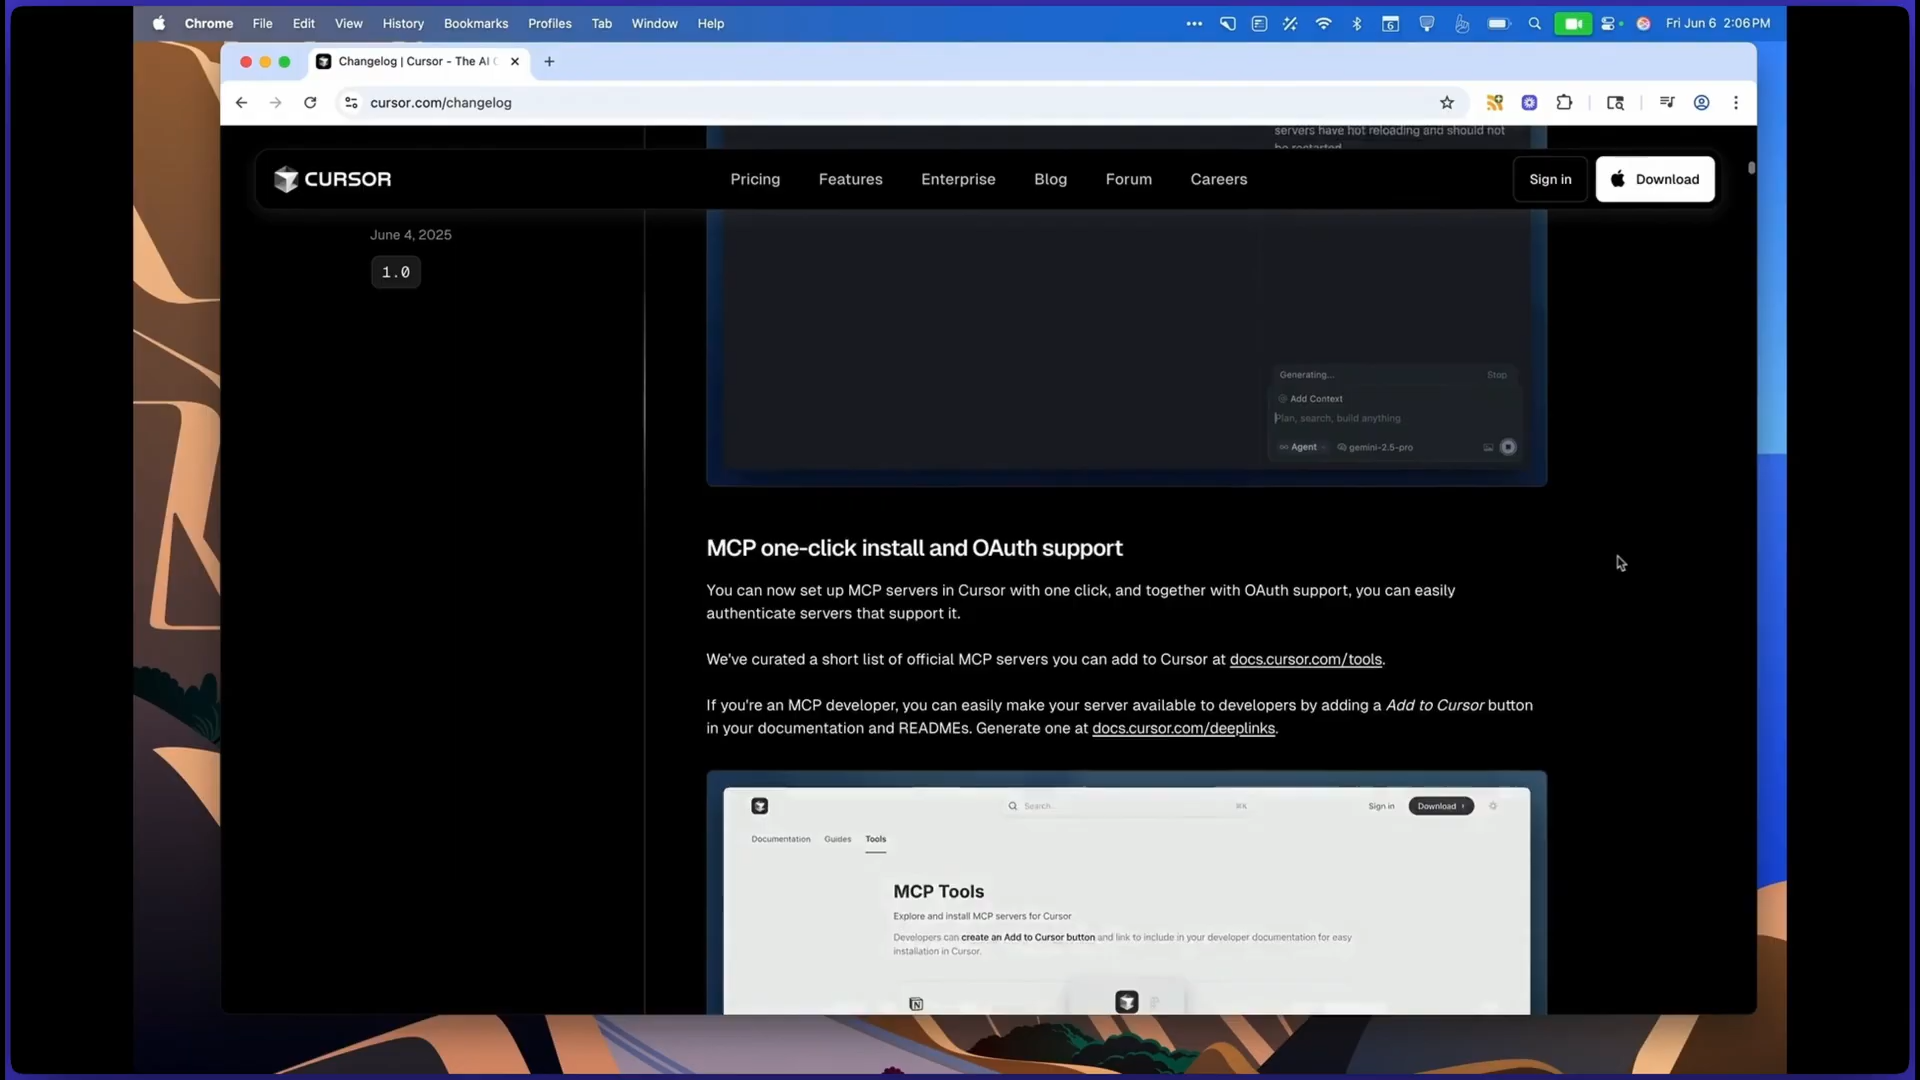 Chrome File Edit View History Bookmarks Profiles Tab Window Help
6
Fri Jun 6 2:06 PM
Changelog | Cursor - The AI C
cursor.com/changelog
servers have hot reloading and should not
be restarted
CURSOR
Pricing Features Enterprise Blog Forum Careers
Sign in
Download
June 4, 2025
1.0
Generating... Stop
Add Context
Plan, search, build anything
Agent gemini-2.5-pro
MCP one-click install and OAuth support
You can now set up MCP servers in Cursor with one click, and together with OAuth support, you can easily
authenticate servers that support it.
We've curated a short list of official MCP servers you can add to Cursor at docs.cursor.com/tools.
If you're an MCP developer, you can easily make your server available to developers by adding a Add to Cursor button
in your documentation and READMEs. Generate one at docs.cursor.com/deeplinks.
Search... ⌘K Sign in Download
Documentation Guides Tools
MCP Tools
Explore and install MCP servers for Cursor
Developers can create an Add to Cursor button and link to include in your developer documentation for easy
installation in Cursor.